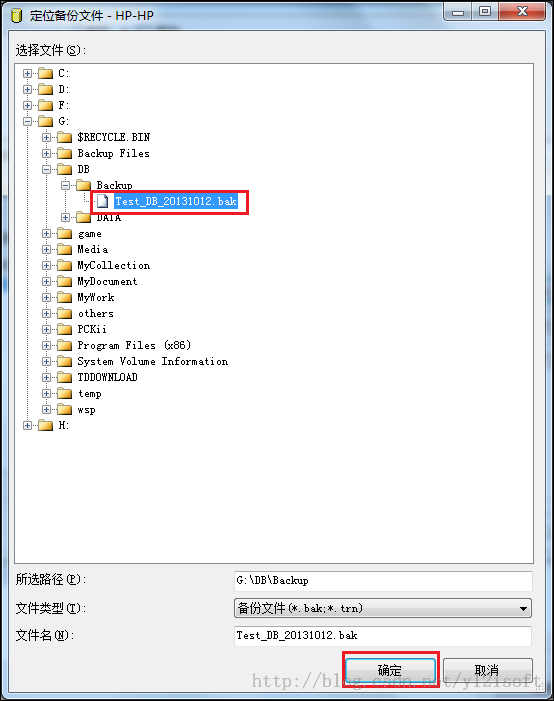 定位备份文件 - HP-HP
选择文件(S):
C:
D:
F:
G:
$RECYCLE.BIN
Backup Files
DB
Backup
Test_DB_20131012.bak
DATA
game
Media
MyCollection
MyDocument
MyWork
others
PCKii
Program Files (x86)
System Volume Information
TDDOWNLOAD
temp
wsp
H:
所选路径(P):
G:\DB\Backup
文件类型(T):
备份文件(*.bak;*.trn)
文件名(N):
Test_DB_20131012.bak
确定
取消
http://blog.csdn.net/ylzisoft